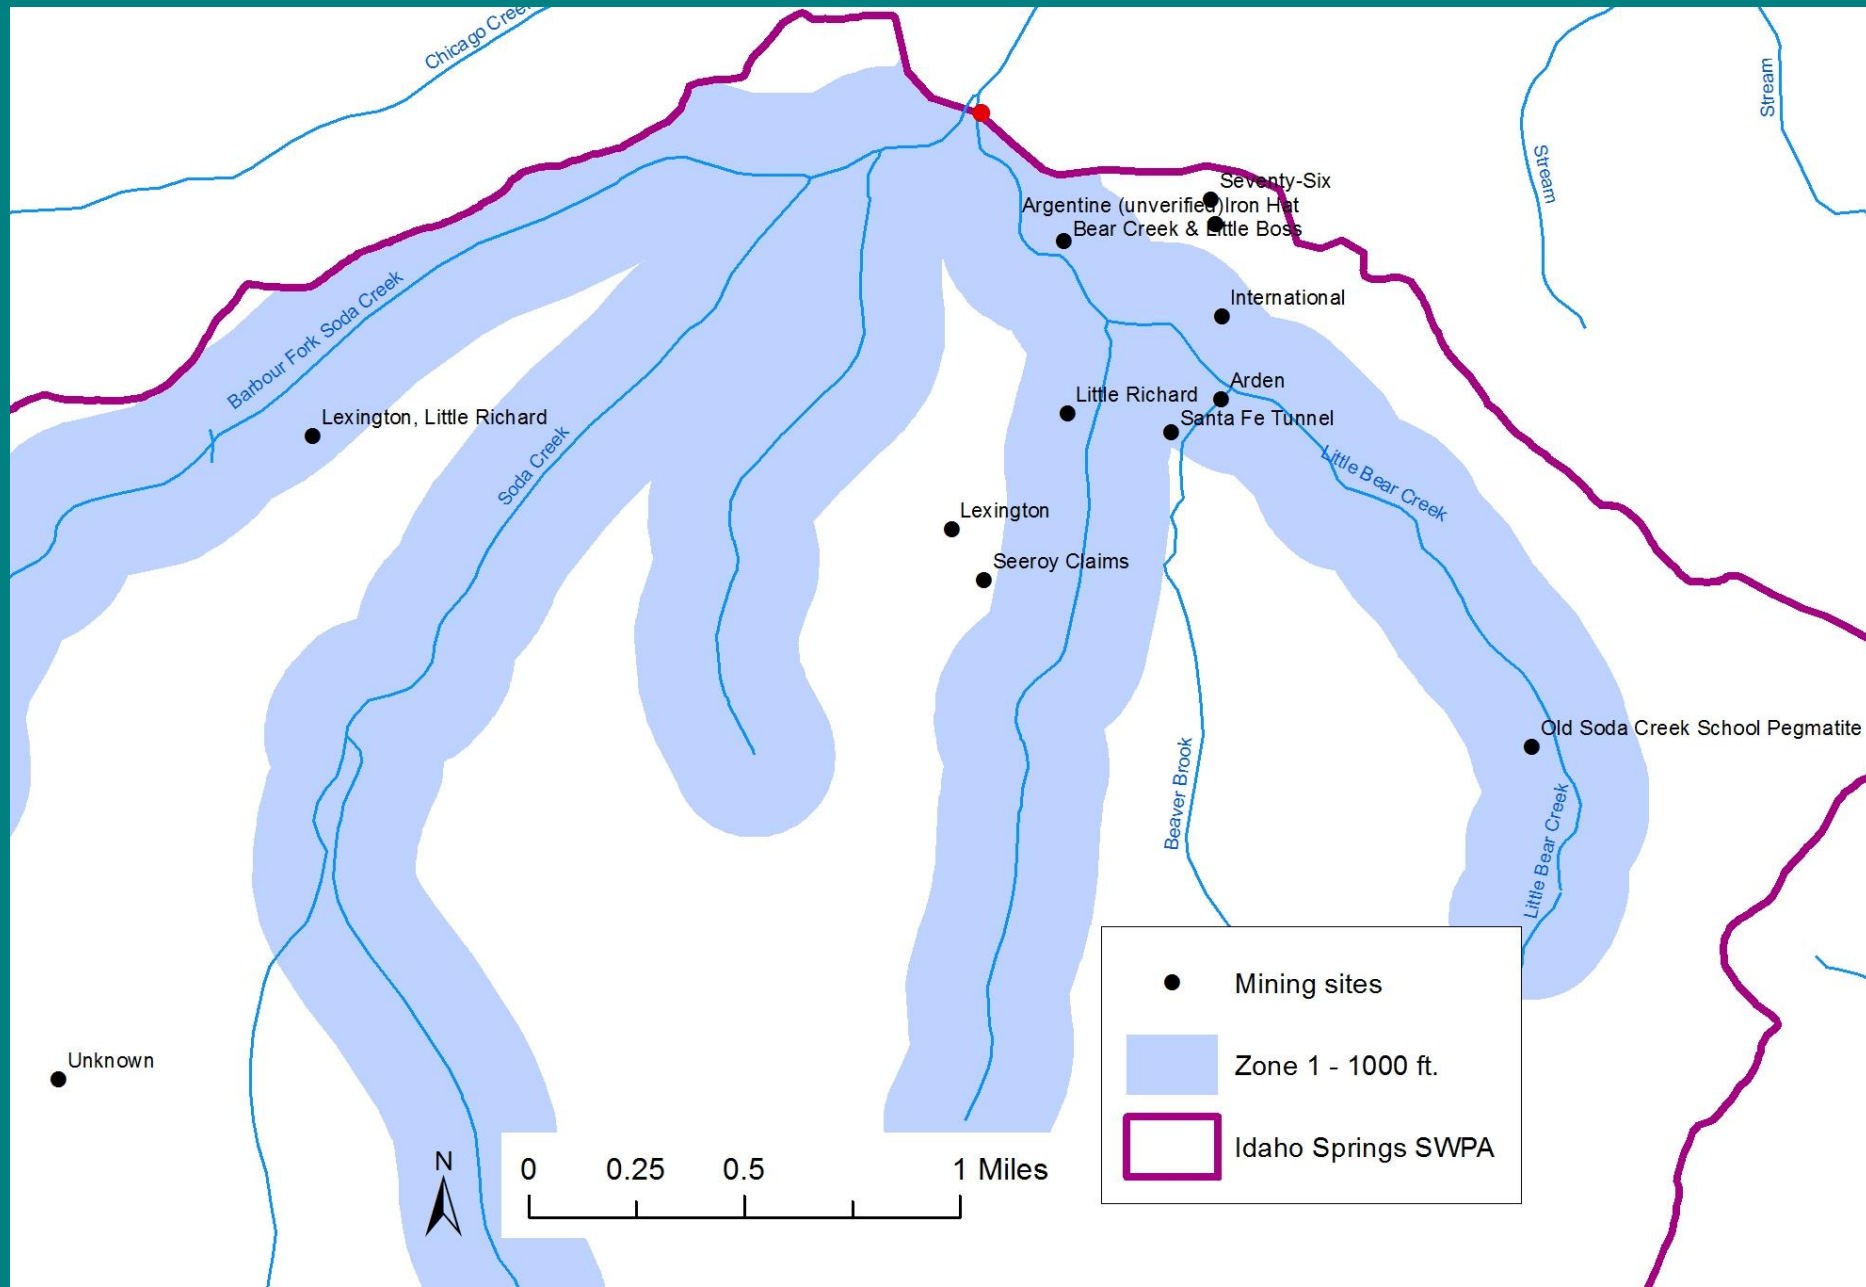 Chicago Creek
Stream
Stream
Seventy-Six
Argentine (unverified)Iron Hat
Bear Creek & Little Boss
Barbour Fork Soda Creek
International
Lexington, Little Richard
Little Richard
Arden
Santa Fe Tunnel
Soda Creek
Little Bear Creek
Lexington
Seeroy Claims
Old Soda Creek School Pegmatite
Beaver Brook
Little Bear Creek
Unknown
Mining sites
Zone 1 - 1000 ft.
Idaho Springs SWPA
N
0 0.25 0.5 1 Miles